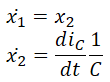 ẋ₁ = x₂
ẋ₂ = di_C/dt 1/C